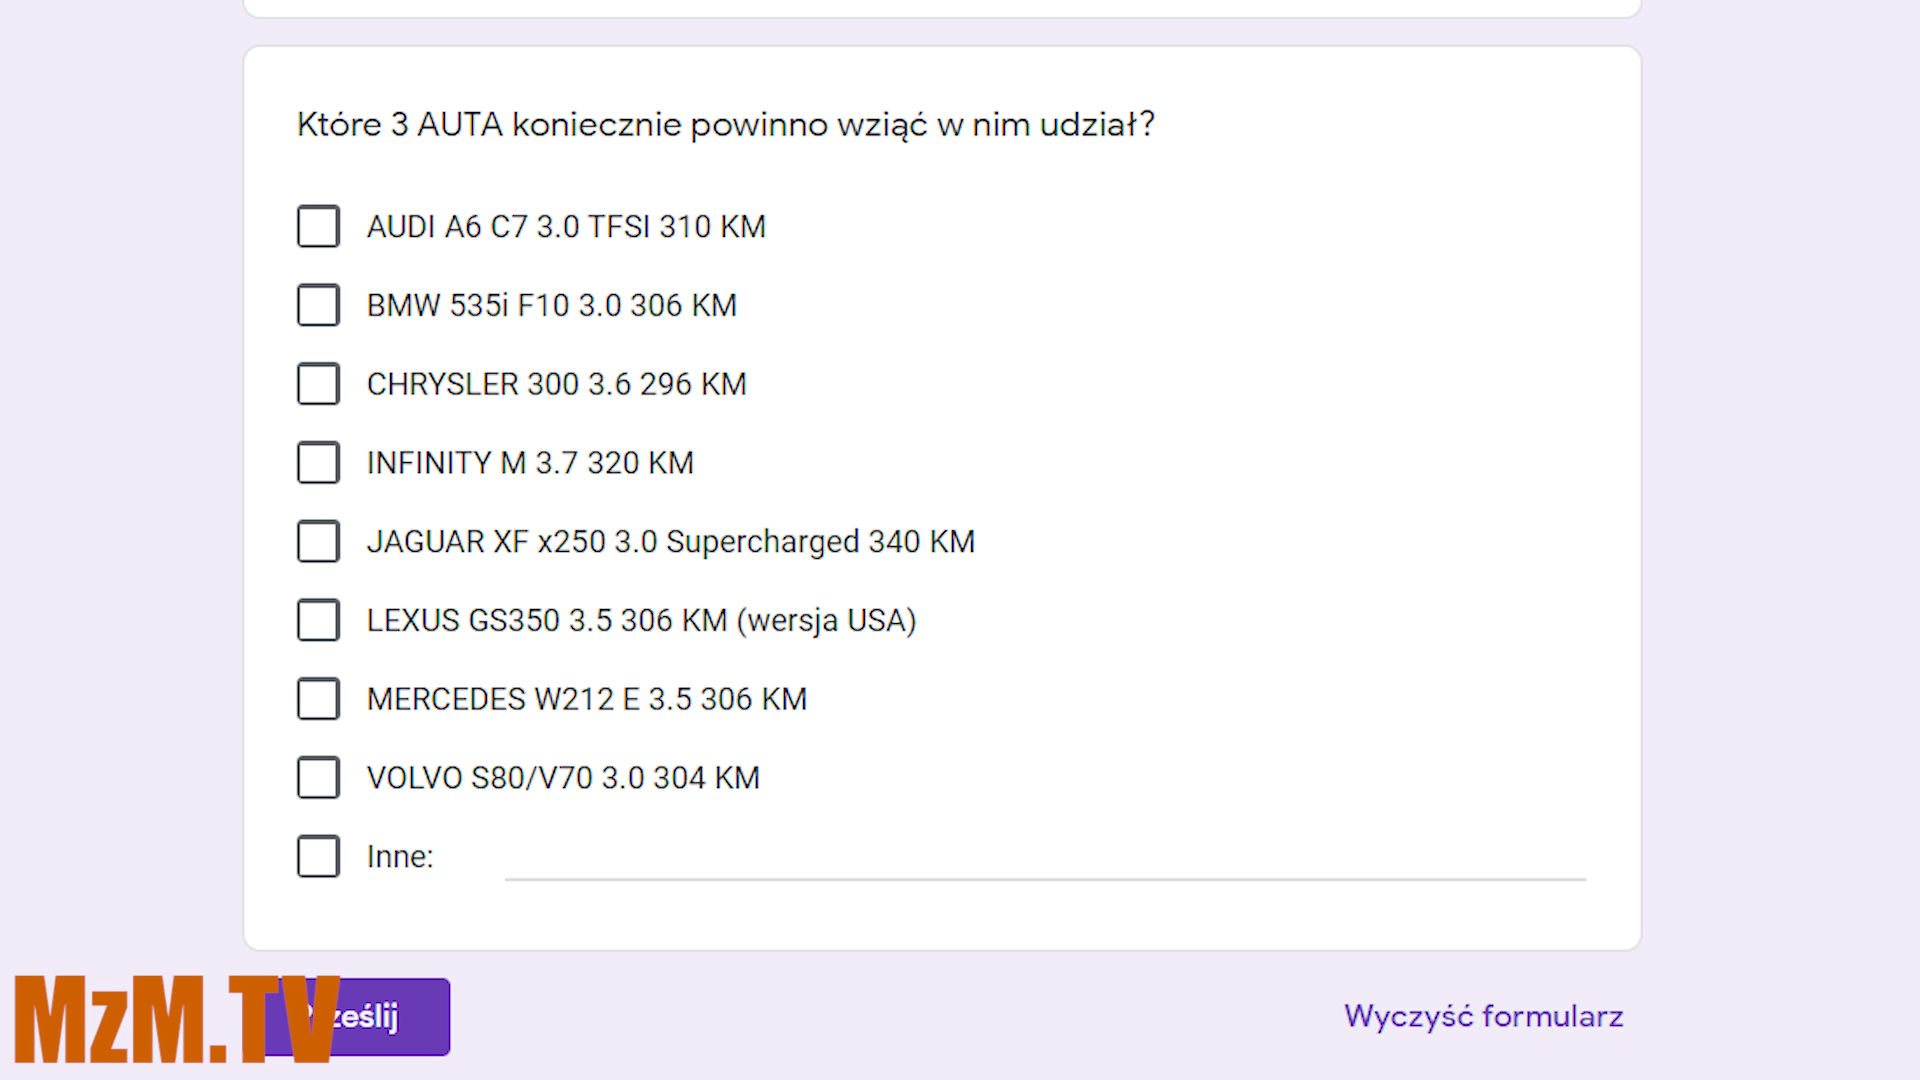 Które 3 AUTA koniecznie powinno wziąć w nim udział?
AUDI A6 C7 3.0 TFSI 310 KM
BMW 535i F10 3.0 306 KM
CHRYSLER 300 3.6 296 KM
INFINITY M 3.7 320 KM
JAGUAR XF x250 3.0 Supercharged 340 KM
LEXUS GS350 3.5 306 KM (wersja USA)
MERCEDES W212 E 3.5 306 KM
VOLVO S80/V70 3.0 304 KM
Inne:
MzM.TV
Prześlij
Wyczyść formularz